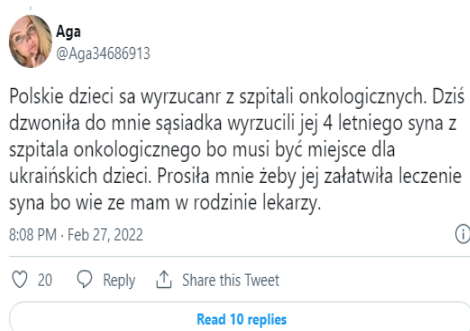 Aga
@Aga34686913
Polskie dzieci sa wyrzucanr z szpitali onkologicznych. Dziś
dzwoniła do mnie sąsiadka wyrzucili jej 4 letniego syna z
szpitala onkologicznego bo musi być miejsce dla
ukraińskich dzieci. Prosiła mnie żeby jej załatwiła leczenie
syna bo wie ze mam w rodzinie lekarzy.
8:08 PM · Feb 27, 2022
20 Reply Share this Tweet
Read 10 replies